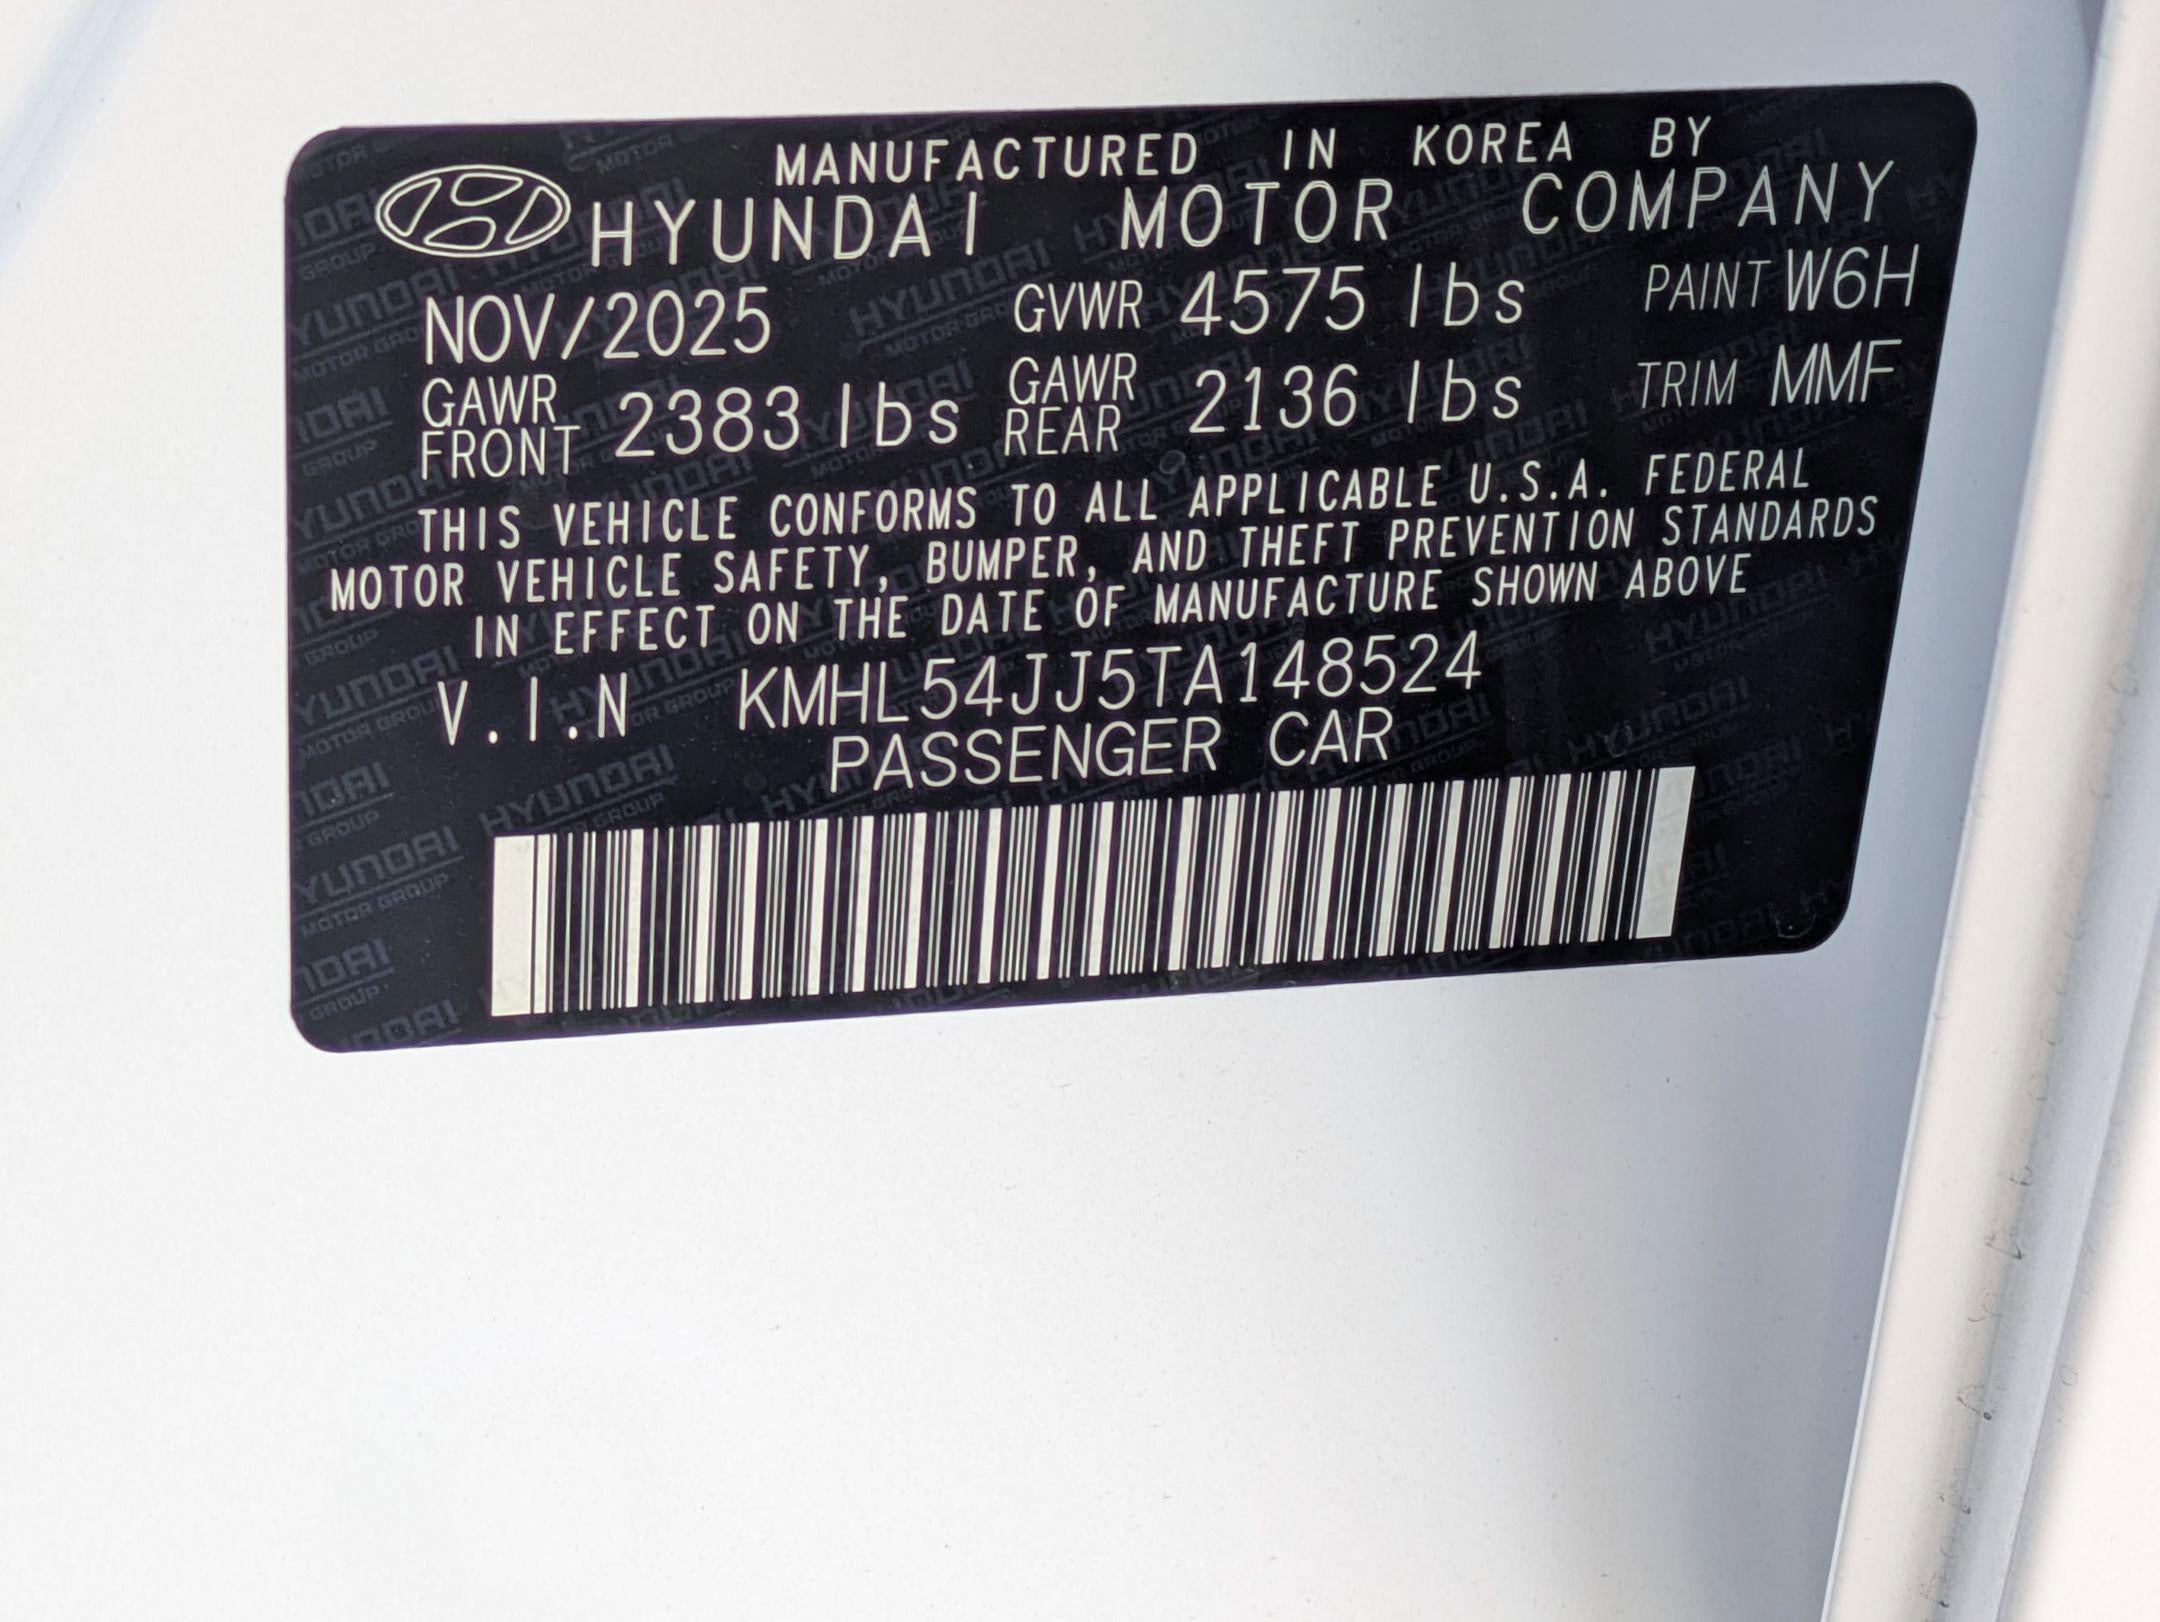 MANUFACTURED IN KOREA BY
HYUNDAI MOTOR COMPANY
NOV/2025 GVWR 4575 lbs PAINT W6H
GAWR FRONT 2383 lbs GAWR REAR 2136 lbs TRIM MMF
THIS VEHICLE CONFORMS TO ALL APPLICABLE U.S.A. FEDERAL
MOTOR VEHICLE SAFETY, BUMPER, AND THEFT PREVENTION STANDARDS
IN EFFECT ON THE DATE OF MANUFACTURE SHOWN ABOVE
V.I.N KMHL54JJ5TA148524
PASSENGER CAR